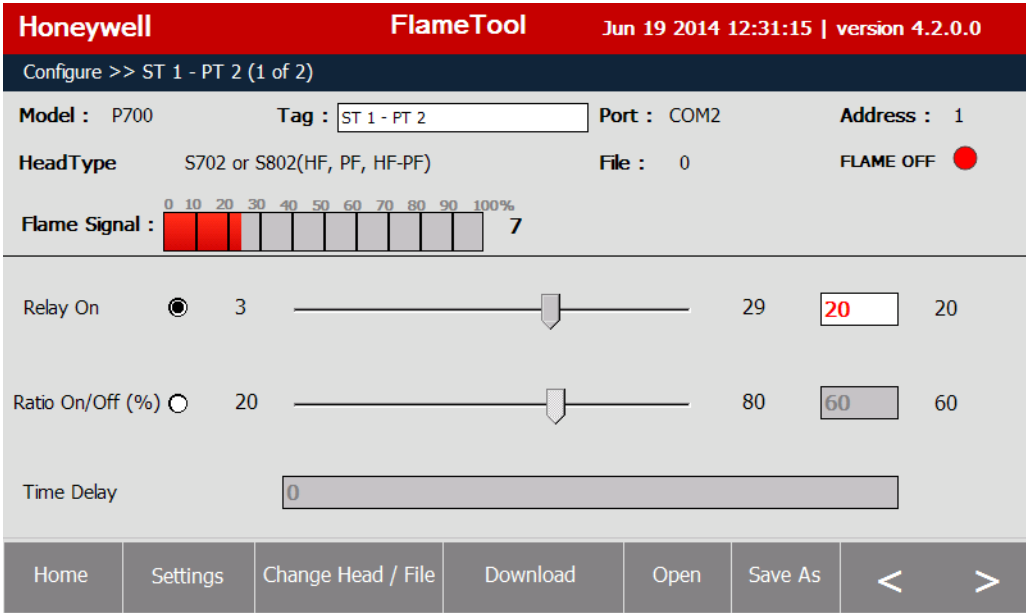 Honeywell FlameTool Jun 19 2014 12:31:15 | version 4.2.0.0
Configure >> ST 1 - PT 2 (1 of 2)
Model : P700 Tag : ST 1 - PT 2 Port : COM2 Address : 1
HeadType S702 or S802(HF, PF, HF-PF) File : 0 FLAME OFF
0 10 20 30 40 50 60 70 80 90 100%
Flame Signal : 7
Relay On 3 29 20 20
Ratio On/Off (%) 20 80 60 60
Time Delay 0
Home Settings Change Head / File Download Open Save As < >